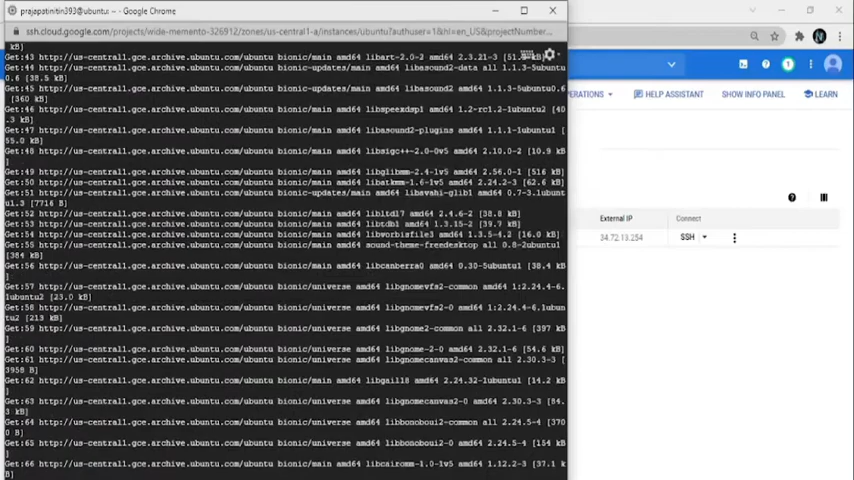 prajapatinitin393@ubuntu: ~ - Google Chrome
ssh.cloud.google.com/projects/wide-memento-326912/zones/us-central1-a/instances/ubuntu?authuser=1&hl=en_US&projectNumber...
kB]
Get:43 http://us-central1.gce.archive.ubuntu.com/ubuntu bionic/main amd64 libart-2.0-2 amd64 2.3.21-3 [51. kB]
Get:44 http://us-central1.gce.archive.ubuntu.com/ubuntu bionic-updates/main amd64 libasound2-data all 1.1.3-5ubuntu
0.6 [38.5 kB]
Get:45 http://us-central1.gce.archive.ubuntu.com/ubuntu bionic-updates/main amd64 libasound2 amd64 1.1.3-5ubuntu0.6
[360 kB]
Get:46 http://us-central1.gce.archive.ubuntu.com/ubuntu bionic/main amd64 libspeexdsp1 amd64 1.2~rc1.2-1ubuntu2 [40
.3 kB]
Get:47 http://us-central1.gce.archive.ubuntu.com/ubuntu bionic/main amd64 libasound2-plugins amd64 1.1.1-1ubuntu1 [
55.0 kB]
Get:48 http://us-central1.gce.archive.ubuntu.com/ubuntu bionic/main amd64 libsigc++-2.0-0v5 amd64 2.10.0-2 [10.9 kB
]
Get:49 http://us-central1.gce.archive.ubuntu.com/ubuntu bionic/main amd64 libglibmm-2.4-1v5 amd64 2.56.0-1 [516 kB]
Get:50 http://us-central1.gce.archive.ubuntu.com/ubuntu bionic/main amd64 libatkmm-1.6-1v5 amd64 2.24.2-3 [62.6 kB]
Get:51 http://us-central1.gce.archive.ubuntu.com/ubuntu bionic-updates/main amd64 libavahi-glib1 amd64 0.7-3.1ubunt
u1.3 [7716 B]
Get:52 http://us-central1.gce.archive.ubuntu.com/ubuntu bionic/main amd64 libltdl7 amd64 2.4.6-2 [38.8 kB]
Get:53 http://us-central1.gce.archive.ubuntu.com/ubuntu bionic/main amd64 libtdb1 amd64 1.3.15-2 [39.7 kB]
Get:54 http://us-central1.gce.archive.ubuntu.com/ubuntu bionic/main amd64 libvorbisfile3 amd64 1.3.5-4.2 [16.0 kB]
Get:55 http://us-central1.gce.archive.ubuntu.com/ubuntu bionic/main amd64 sound-theme-freedesktop all 0.8-2ubuntu1
[384 kB]
Get:56 http://us-central1.gce.archive.ubuntu.com/ubuntu bionic/main amd64 libcanberra0 amd64 0.30-5ubuntu1 [38.4 kB
]
Get:57 http://us-central1.gce.archive.ubuntu.com/ubuntu bionic/universe amd64 libgnomevfs2-common amd64 1:2.24.4-6.
1ubuntu2 [23.0 kB]
Get:58 http://us-central1.gce.archive.ubuntu.com/ubuntu bionic/universe amd64 libgnomevfs2-0 amd64 1:2.24.4-6.1ubun
tu2 [213 kB]
Get:59 http://us-central1.gce.archive.ubuntu.com/ubuntu bionic/universe amd64 libgnome2-common all 2.32.1-6 [397 kB
]
Get:60 http://us-central1.gce.archive.ubuntu.com/ubuntu bionic/universe amd64 libgnome-2-0 amd64 2.32.1-6 [54.6 kB]
Get:61 http://us-central1.gce.archive.ubuntu.com/ubuntu bionic/universe amd64 libgnomecanvas2-common all 2.30.3-3 [
3958 B]
Get:62 http://us-central1.gce.archive.ubuntu.com/ubuntu bionic/main amd64 libgail18 amd64 2.24.32-1ubuntu1 [14.2 kB
]
Get:63 http://us-central1.gce.archive.ubuntu.com/ubuntu bionic/universe amd64 libgnomecanvas2-0 amd64 2.30.3-3 [84.
3 kB]
Get:64 http://us-central1.gce.archive.ubuntu.com/ubuntu bionic/universe amd64 libbonoboui2-common all 2.24.5-4 [370
0 B]
Get:65 http://us-central1.gce.archive.ubuntu.com/ubuntu bionic/universe amd64 libbonoboui2-0 amd64 2.24.5-4 [154 kB
]
Get:66 http://us-central1.gce.archive.ubuntu.com/ubuntu bionic/main amd64 libcairomm-1.0-1v5 amd64 1.12.2-3 [37.1 k
B]
1
ERATIONS HELP ASSISTANT SHOW INFO PANEL LEARN
External IP Connect
34.72.13.254 SSH